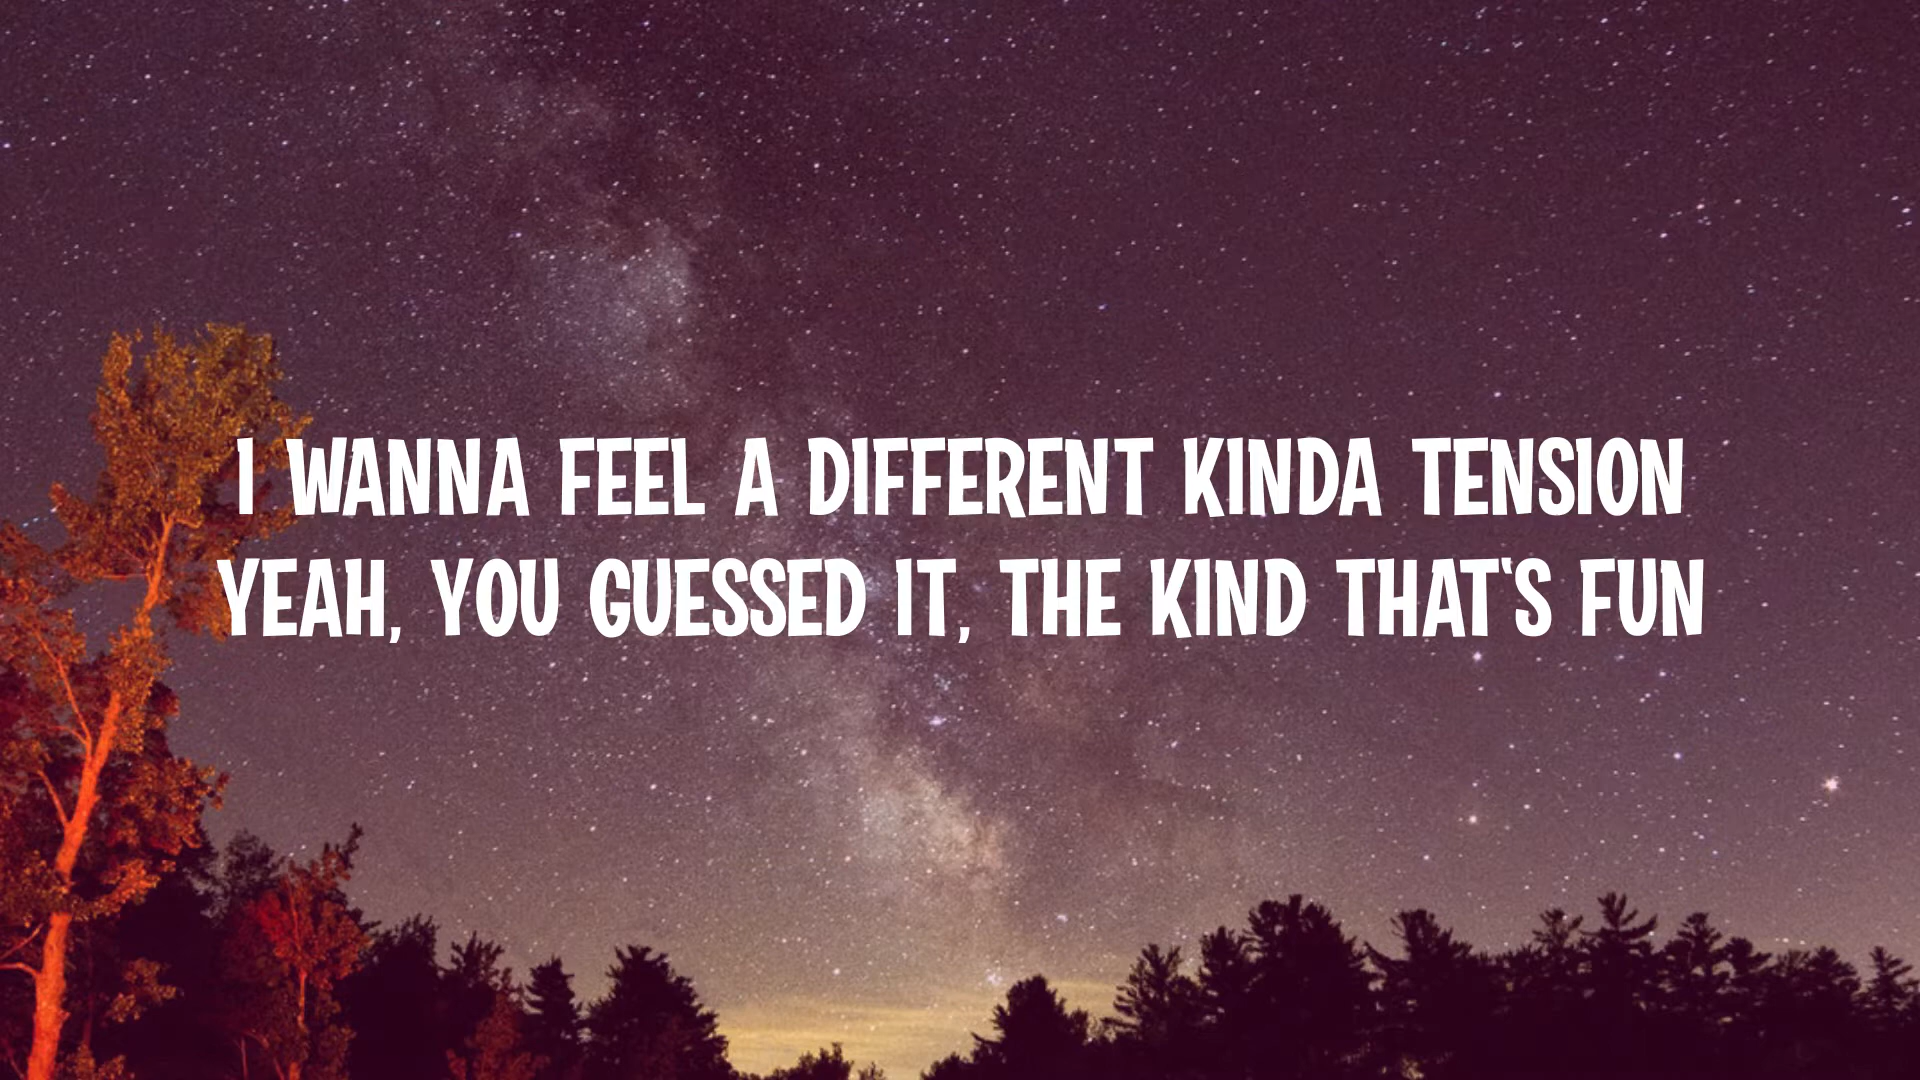 I WANNA FEEL A DIFFERENT KINDA TENSION
YEAH, YOU GUESSED IT, THE KIND THAT'S FUN